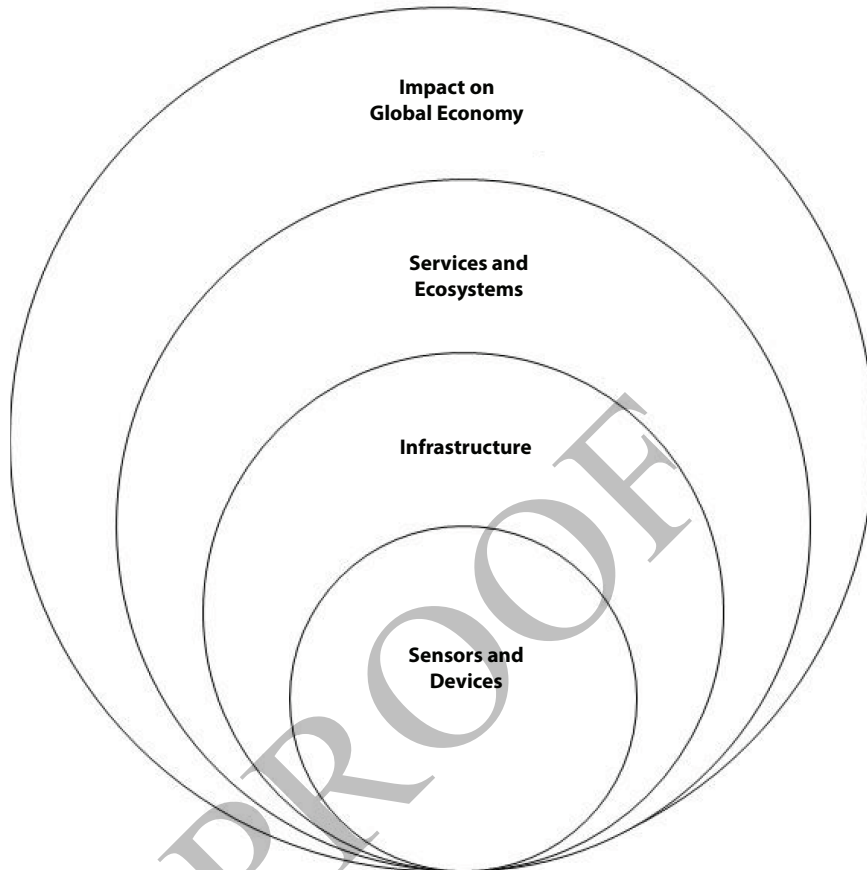 Impact on
Global Economy
Services and
Ecosystems
Infrastructure
Sensors and
Devices
PROOF